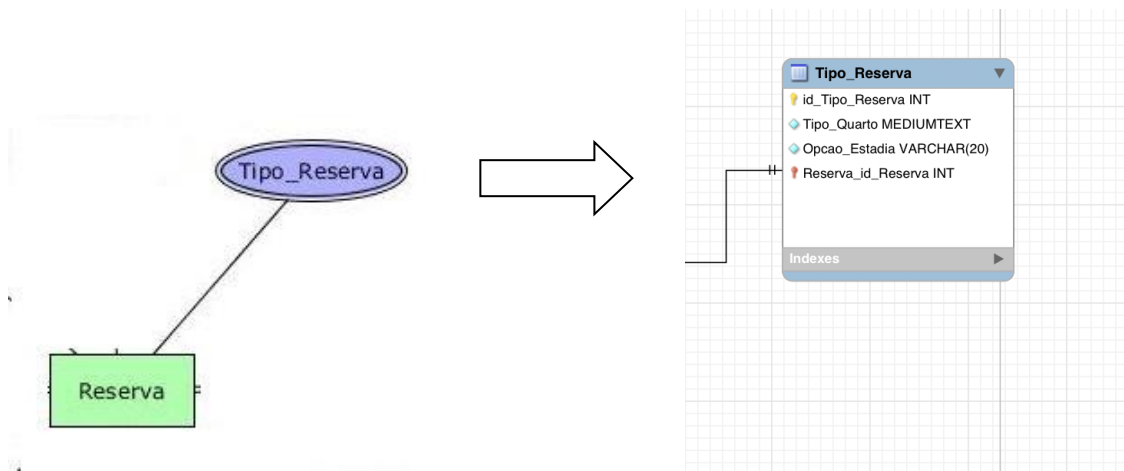 Tipo_Reserva
Reserva
Tipo_Reserva
id_Tipo_Reserva INT
Tipo_Quarto MEDIUMTEXT
Opcao_Estadia VARCHAR(20)
Reserva_id_Reserva INT
Indexes